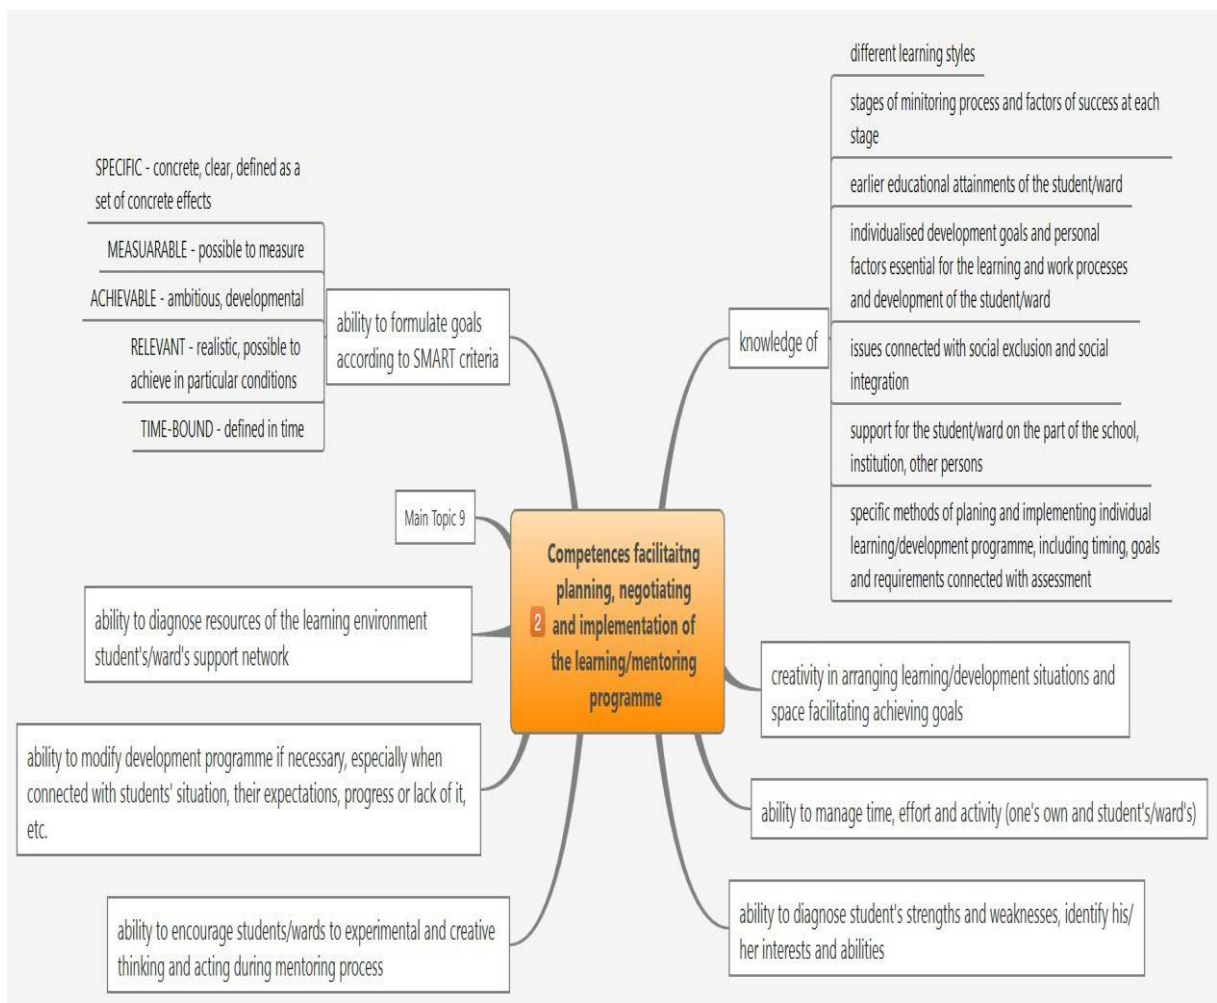 different learning styles
stages of minitoring process and factors of success at each
stage
earlier educational attainments of the student/ward
individualised development goals and personal
factors essential for the learning and work processes
and development of the student/ward
knowledge of
issues connected with social exclusion and social
integration
support for the student/ward on the part of the school,
institution, other persons
specific methods of planing and implementing individual
learning/development programme, including timing, goals
and requirements connected with assessment
SPECIFIC - concrete, clear, defined as a
set of concrete effects
MEASUARABLE - possible to measure
ACHIEVABLE - ambitious, developmental
RELEVANT - realistic, possible to
achieve in particular conditions
TIME-BOUND - defined in time
ability to formulate goals
according to SMART criteria
Main Topic 9
Competences facilitaitng
planning, negotiating
2 and implementation of
the learning/mentoring
programme
ability to diagnose resources of the learning environment
student's/ward's support network
creativity in arranging learning/development situations and
space facilitating achieving goals
ability to modify development programme if necessary, especially when
connected with students' situation, their expectations, progress or lack of it,
etc.
ability to manage time, effort and activity (one's own and student's/ward's)
ability to encourage students/wards to experimental and creative
thinking and acting during mentoring process
ability to diagnose student's strengths and weaknesses, identify his/
her interests and abilities